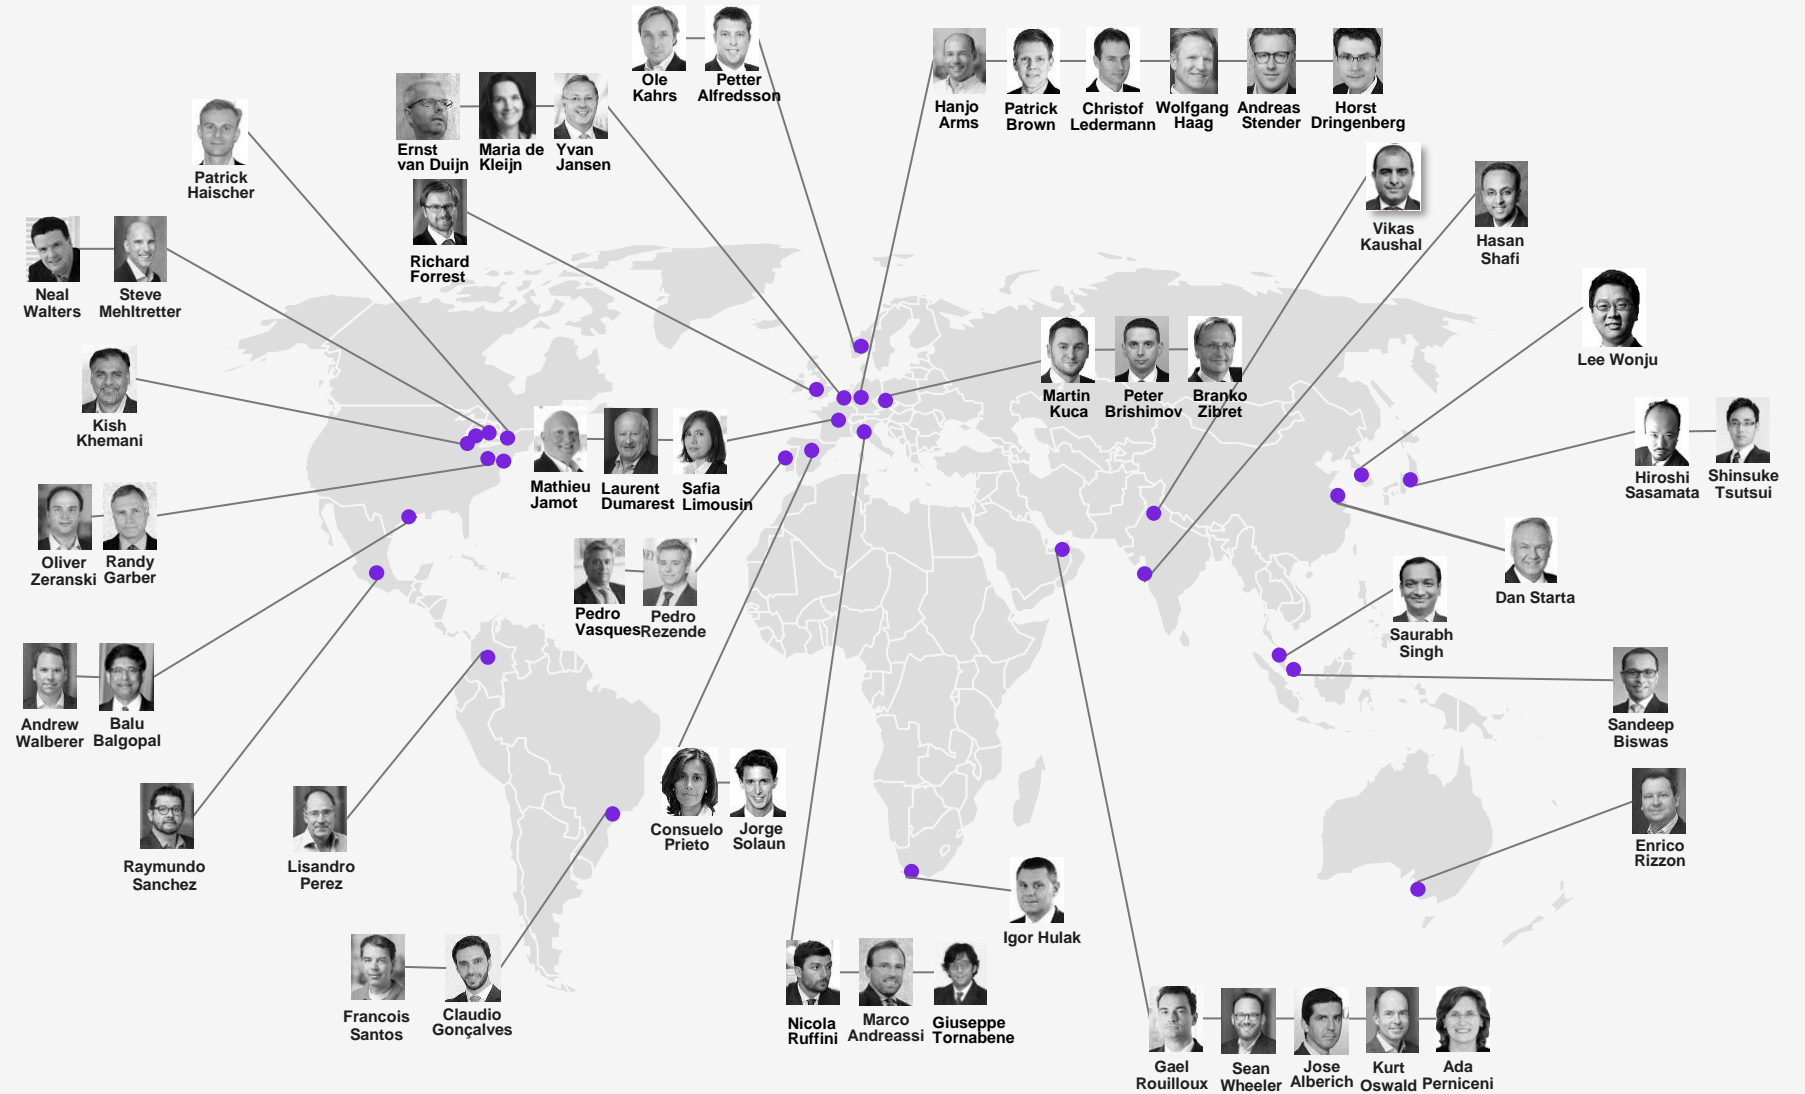 Ole
Kahrs
Petter
Alfredsson
Hanjo
Arms
Patrick
Brown
Christof
Ledermann
Wolfgang
Haag
Andreas
Stender
Horst
Dringenberg
Ernst
van Duijn
Maria de
Kleijn
Yvan
Jansen
Patrick
Haischer
Richard
Forrest
Vikas
Kaushal
Hasan
Shafi
Neal
Walters
Steve
Mehltretter
Lee Wonju
Martin
Kuca
Peter
Brishimov
Branko
Zibret
Kish
Khemani
Mathieu
Jamot
Laurent
Dumarest
Safia
Limousin
Hiroshi
Sasamata
Shinsuke
Tsutsui
Oliver
Zeranski
Randy
Garber
Dan Starta
Pedro
Vasques
Pedro
Rezende
Saurabh
Singh
Andrew
Walberer
Balu
Balgopal
Sandeep
Biswas
Raymundo
Sanchez
Lisandro
Perez
Consuelo
Prieto
Jorge
Solaun
Enrico
Rizzon
Igor Hulak
Francois
Santos
Claudio
Gonçalves
Nicola
Ruffini
Marco
Andreassi
Giuseppe
Tornabene
Gael
Rouilloux
Sean
Wheeler
Jose
Alberich
Kurt
Oswald
Ada
Perniceni